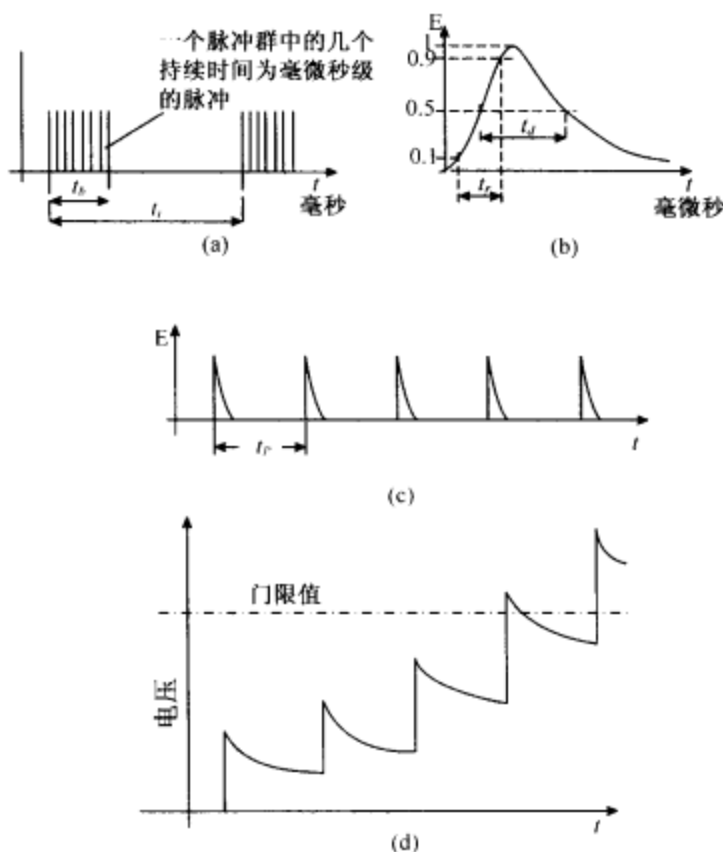 一个脉冲群中的几个
持续时间为毫微秒级
的脉冲
t_b
t_i
t
毫秒
(a)
E
1
0.9
0.5
0.1
t_d
t_r
t
毫微秒
(b)
E
t
(c)
门限值
电压
t
(d)